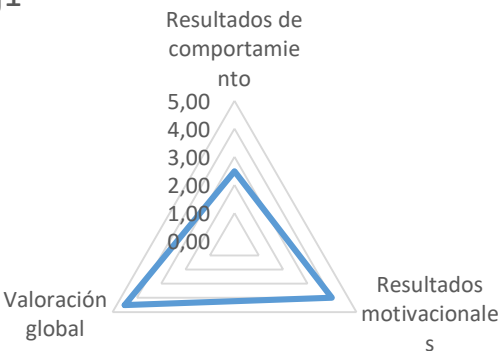 Resultados de
comportamie
nto
5,00
4,00
3,00
2,00
1,00
0,00
Valoración
global
Resultados
motivacionale
s